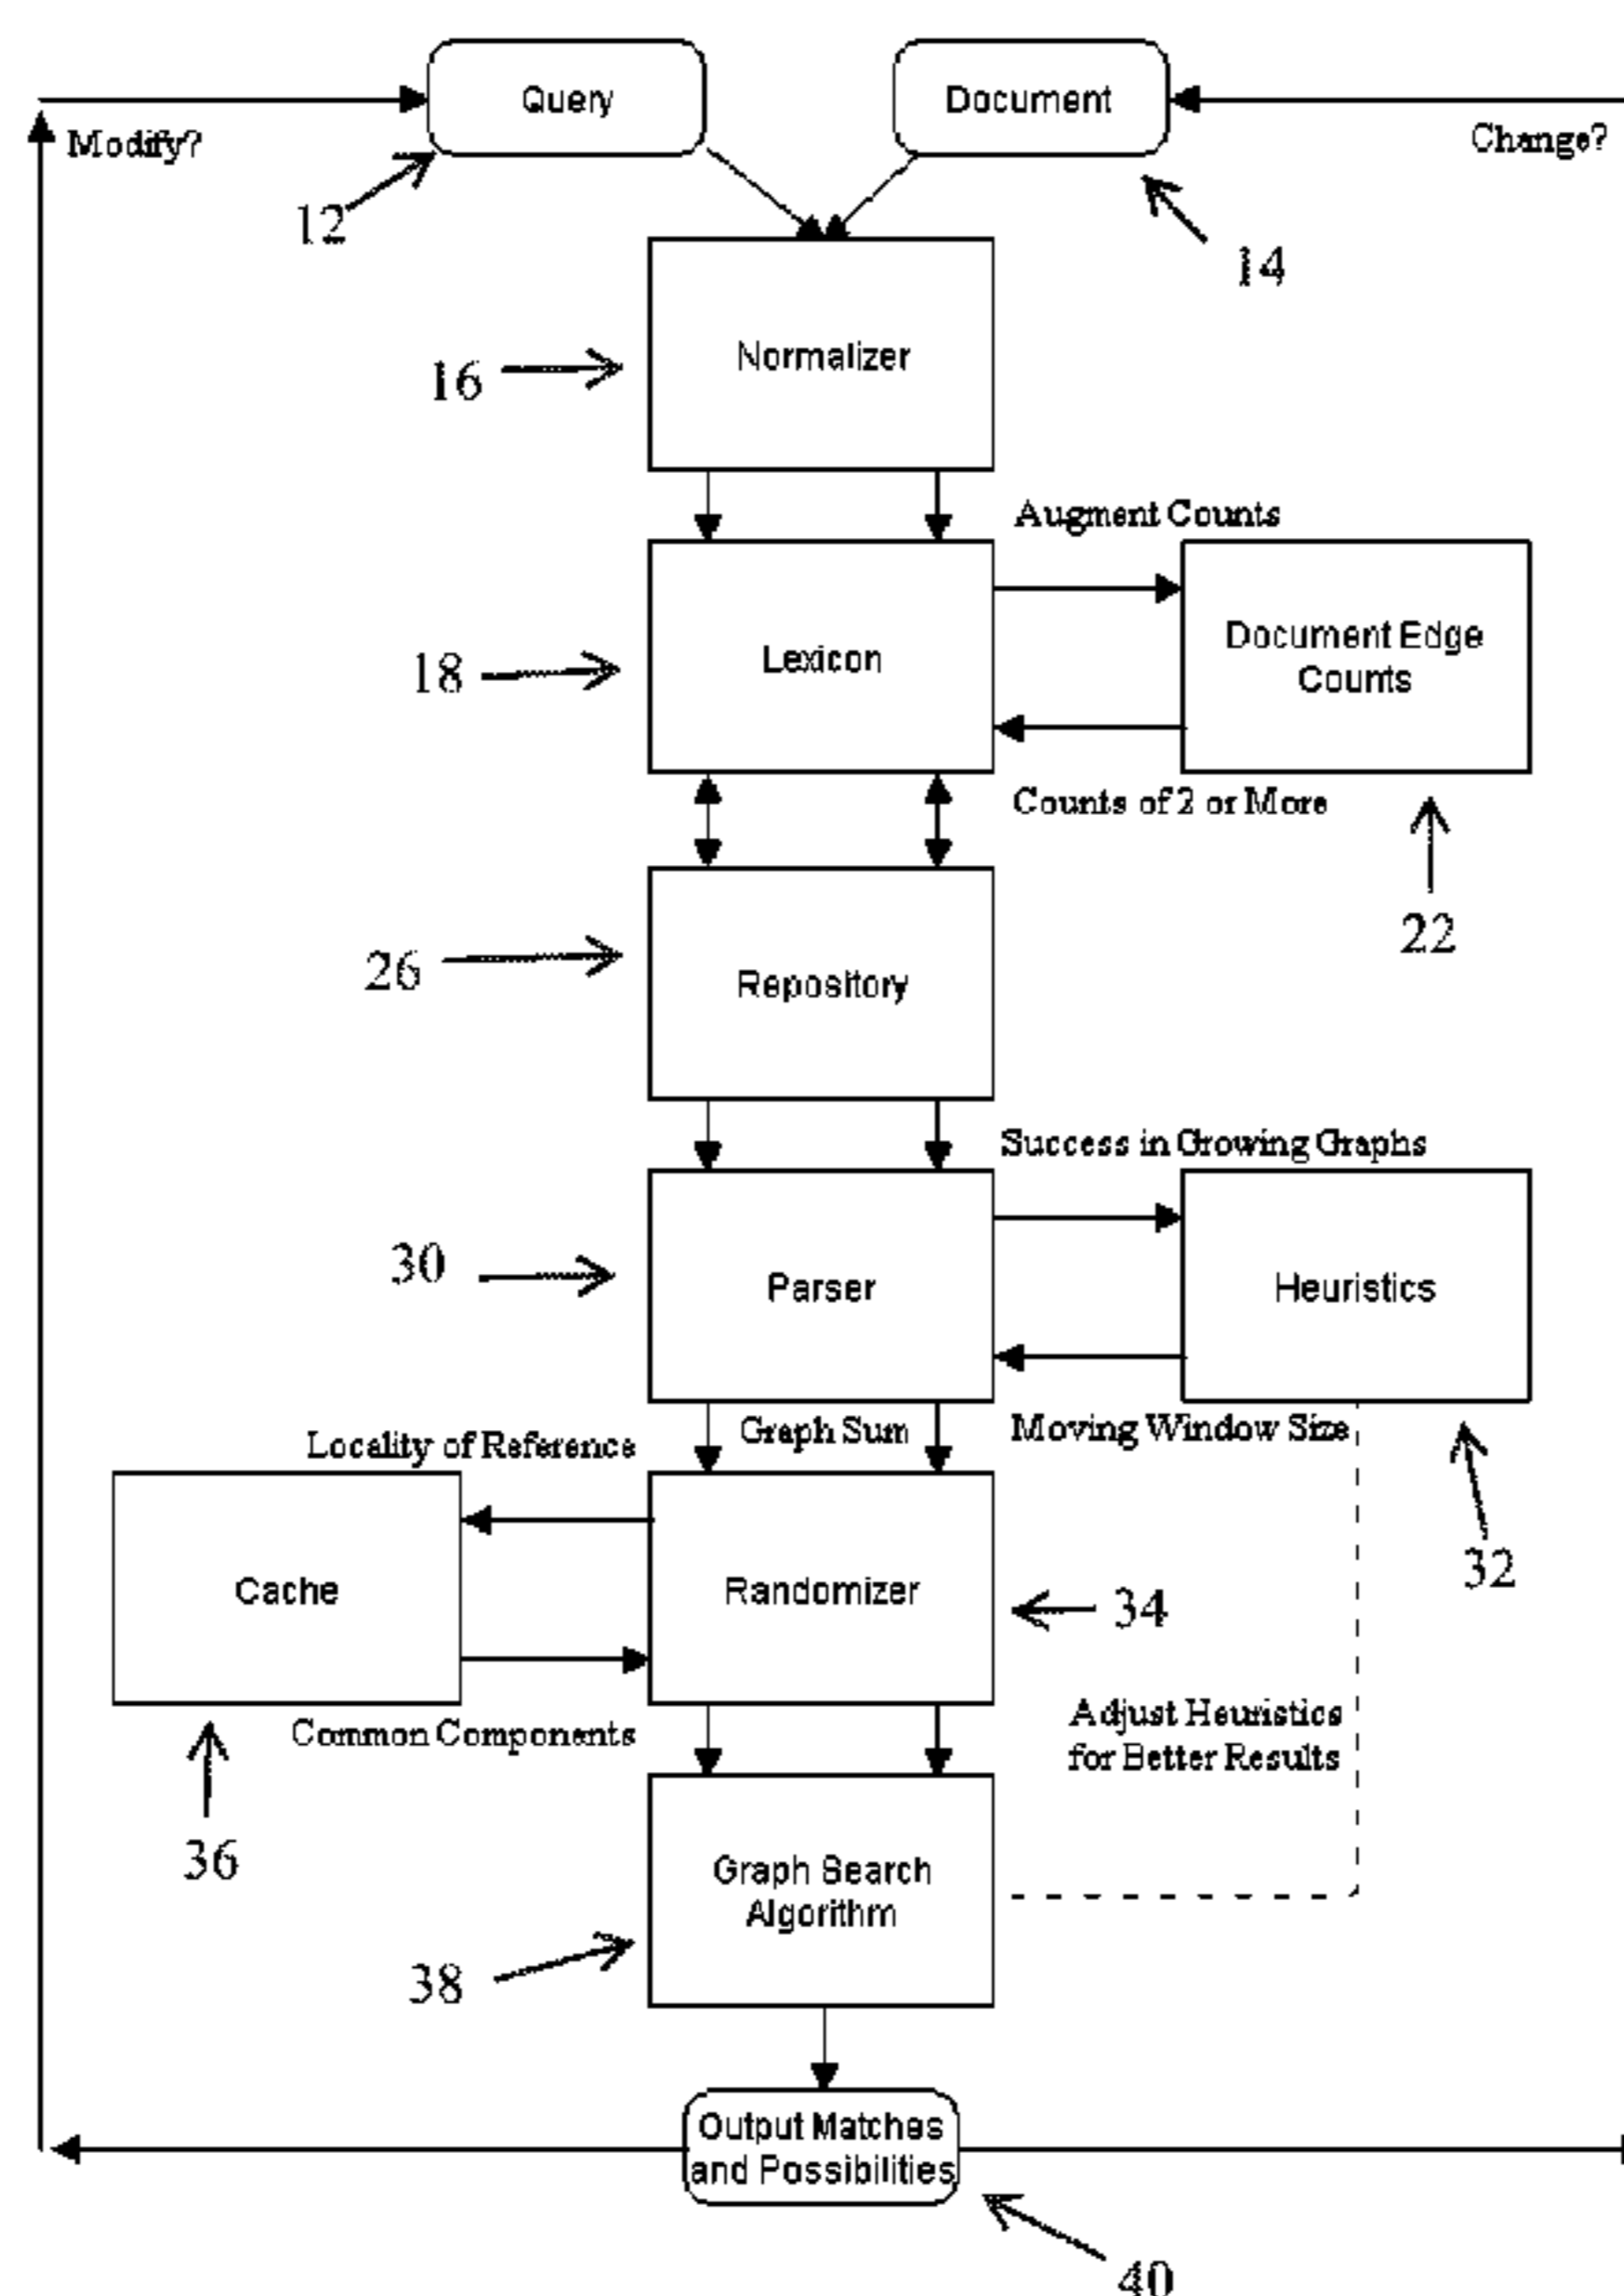 Query
Document
Modify?
Change?
12
14
Normalizer
16
Augment Counts
Lexicon
Document Edge
Counts
18
Counts of 2 or More
22
Repository
26
Success in Growing Graphs
Parser
Heuristics
30
Graph Sum
Moving Window Size
Locality of Reference
Cache
Randomizer
34
32
Common Components
Adjust Heuristics
for Better Results
36
Graph Search
Algorithm
38
Output Matches
and Possibilities
40